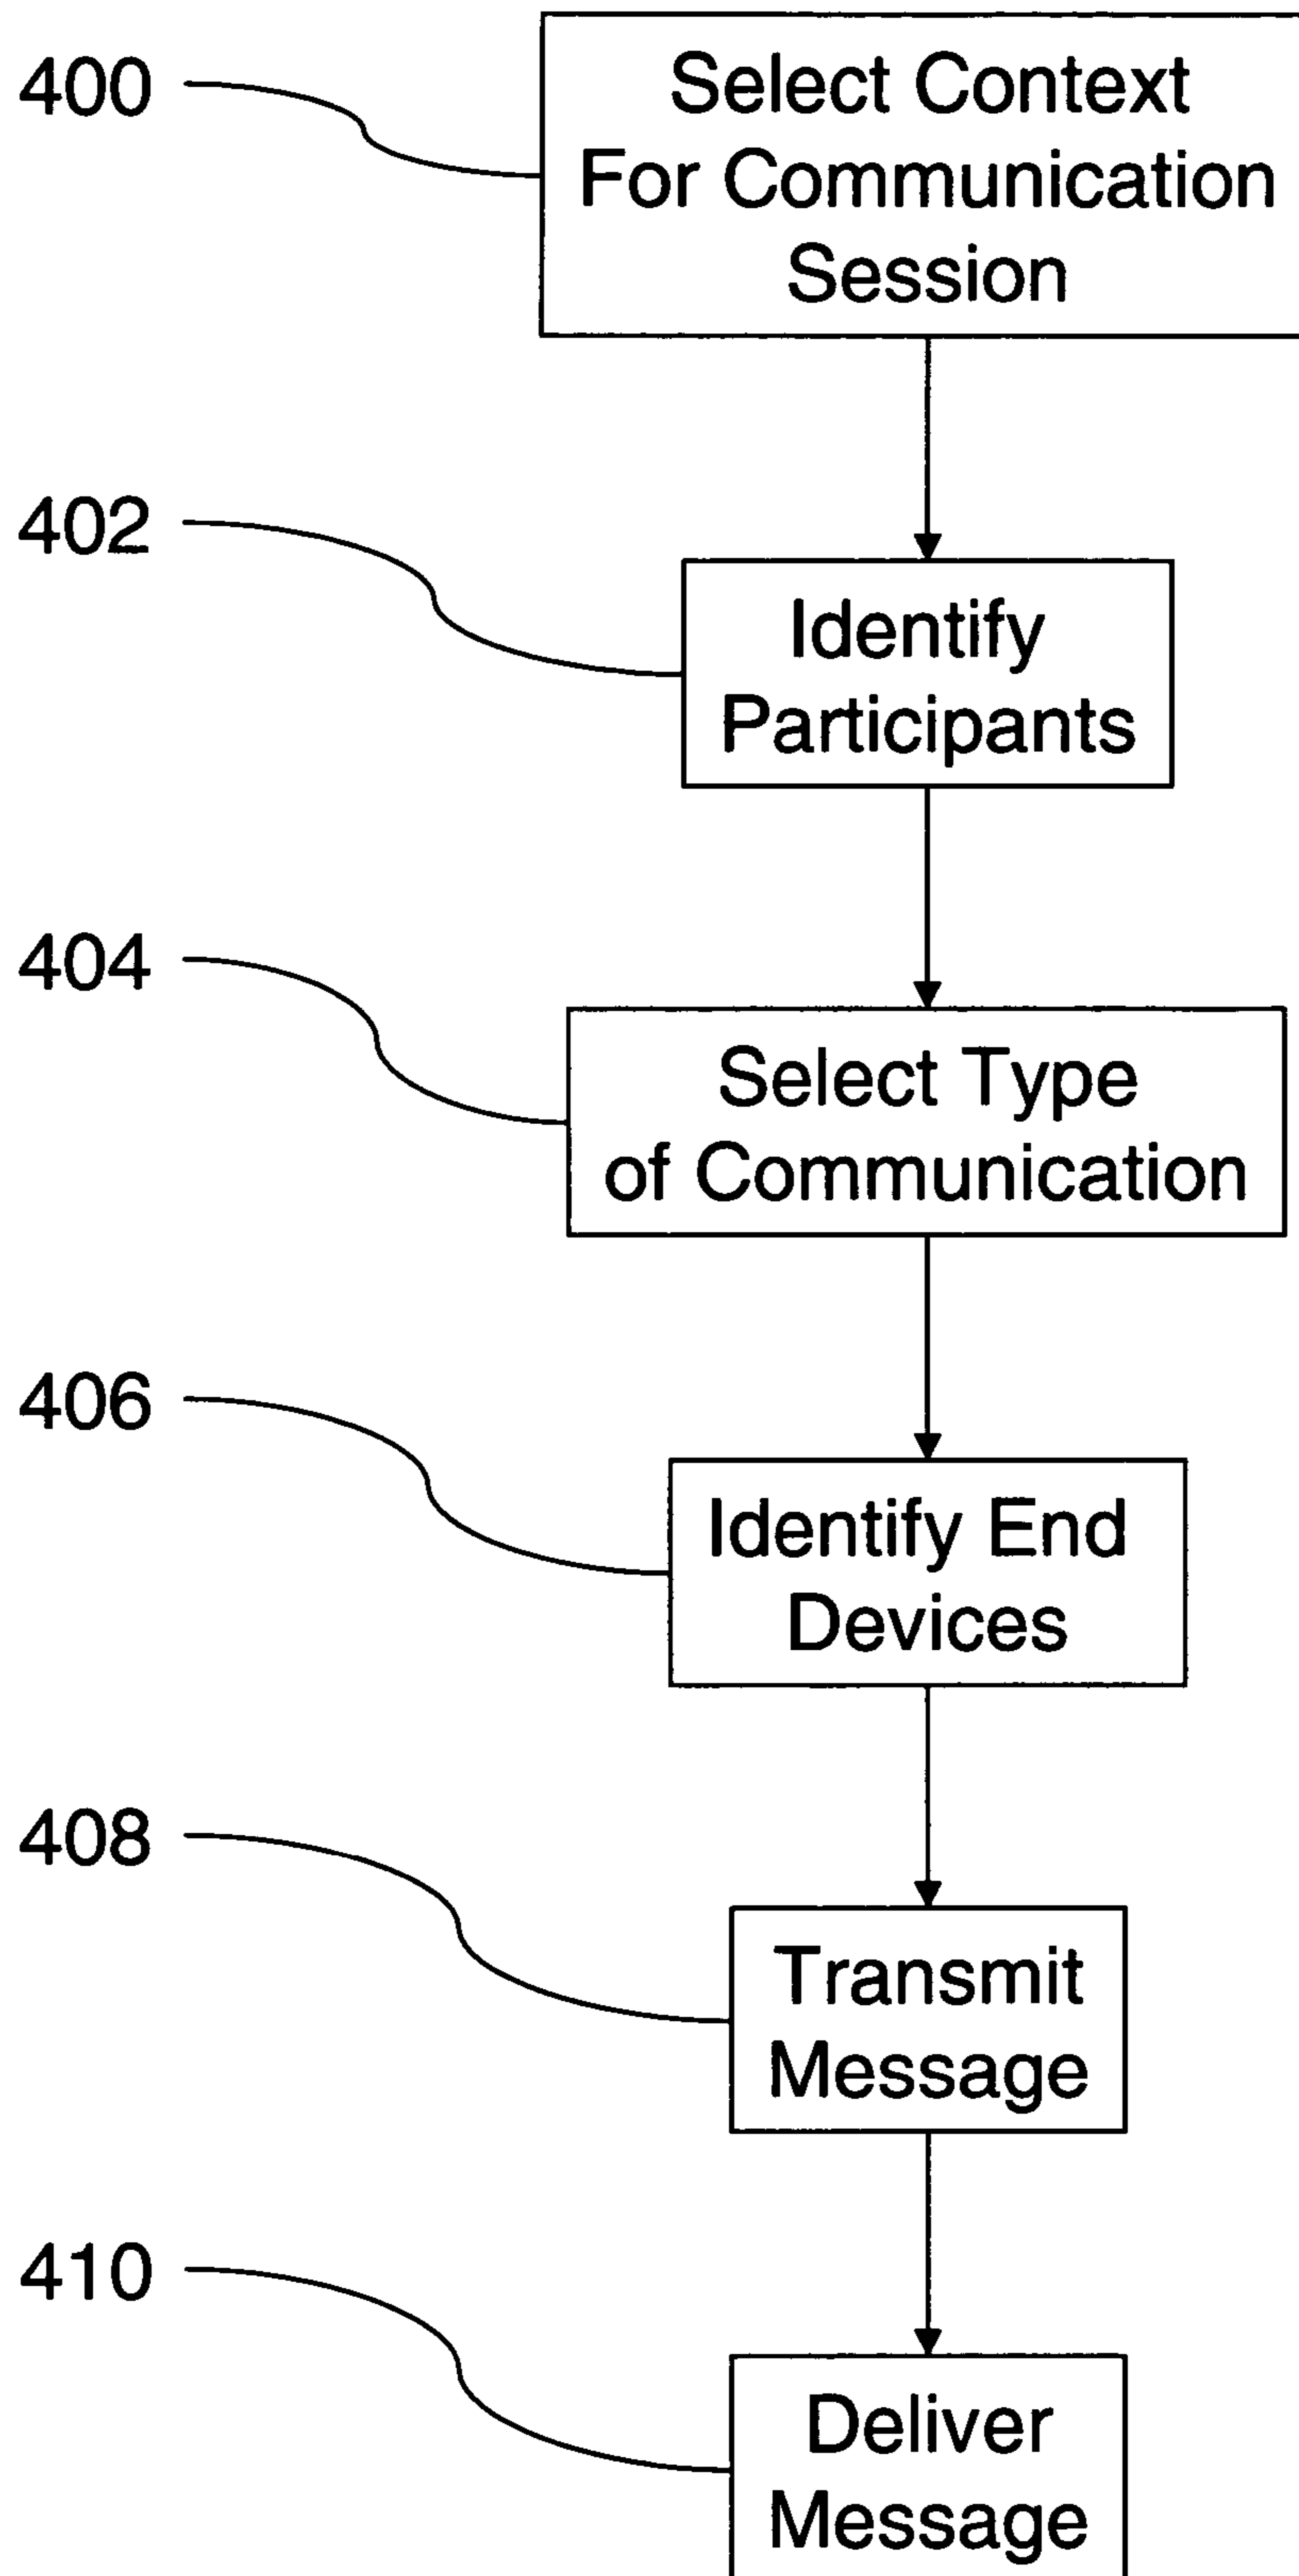 400
Select Context
For Communication
Session
402
Identify
Participants
404
Select Type
of Communication
406
Identify End
Devices
408
Transmit
Message
410
Deliver
Message